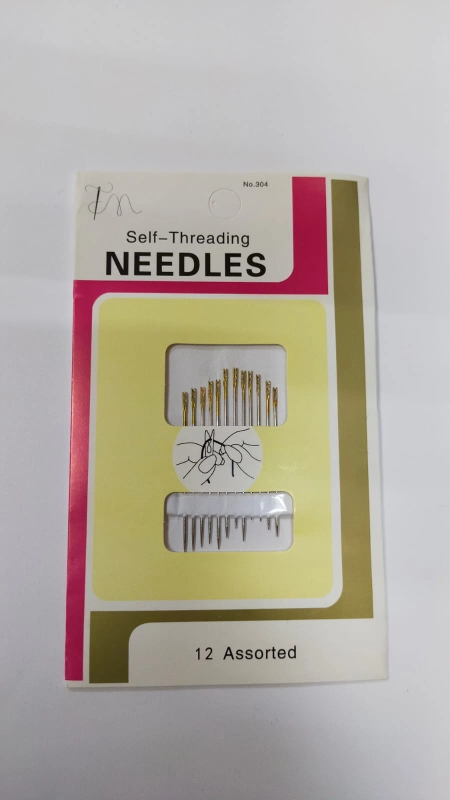 No.304
Self-Threading
NEEDLES
12 Assorted